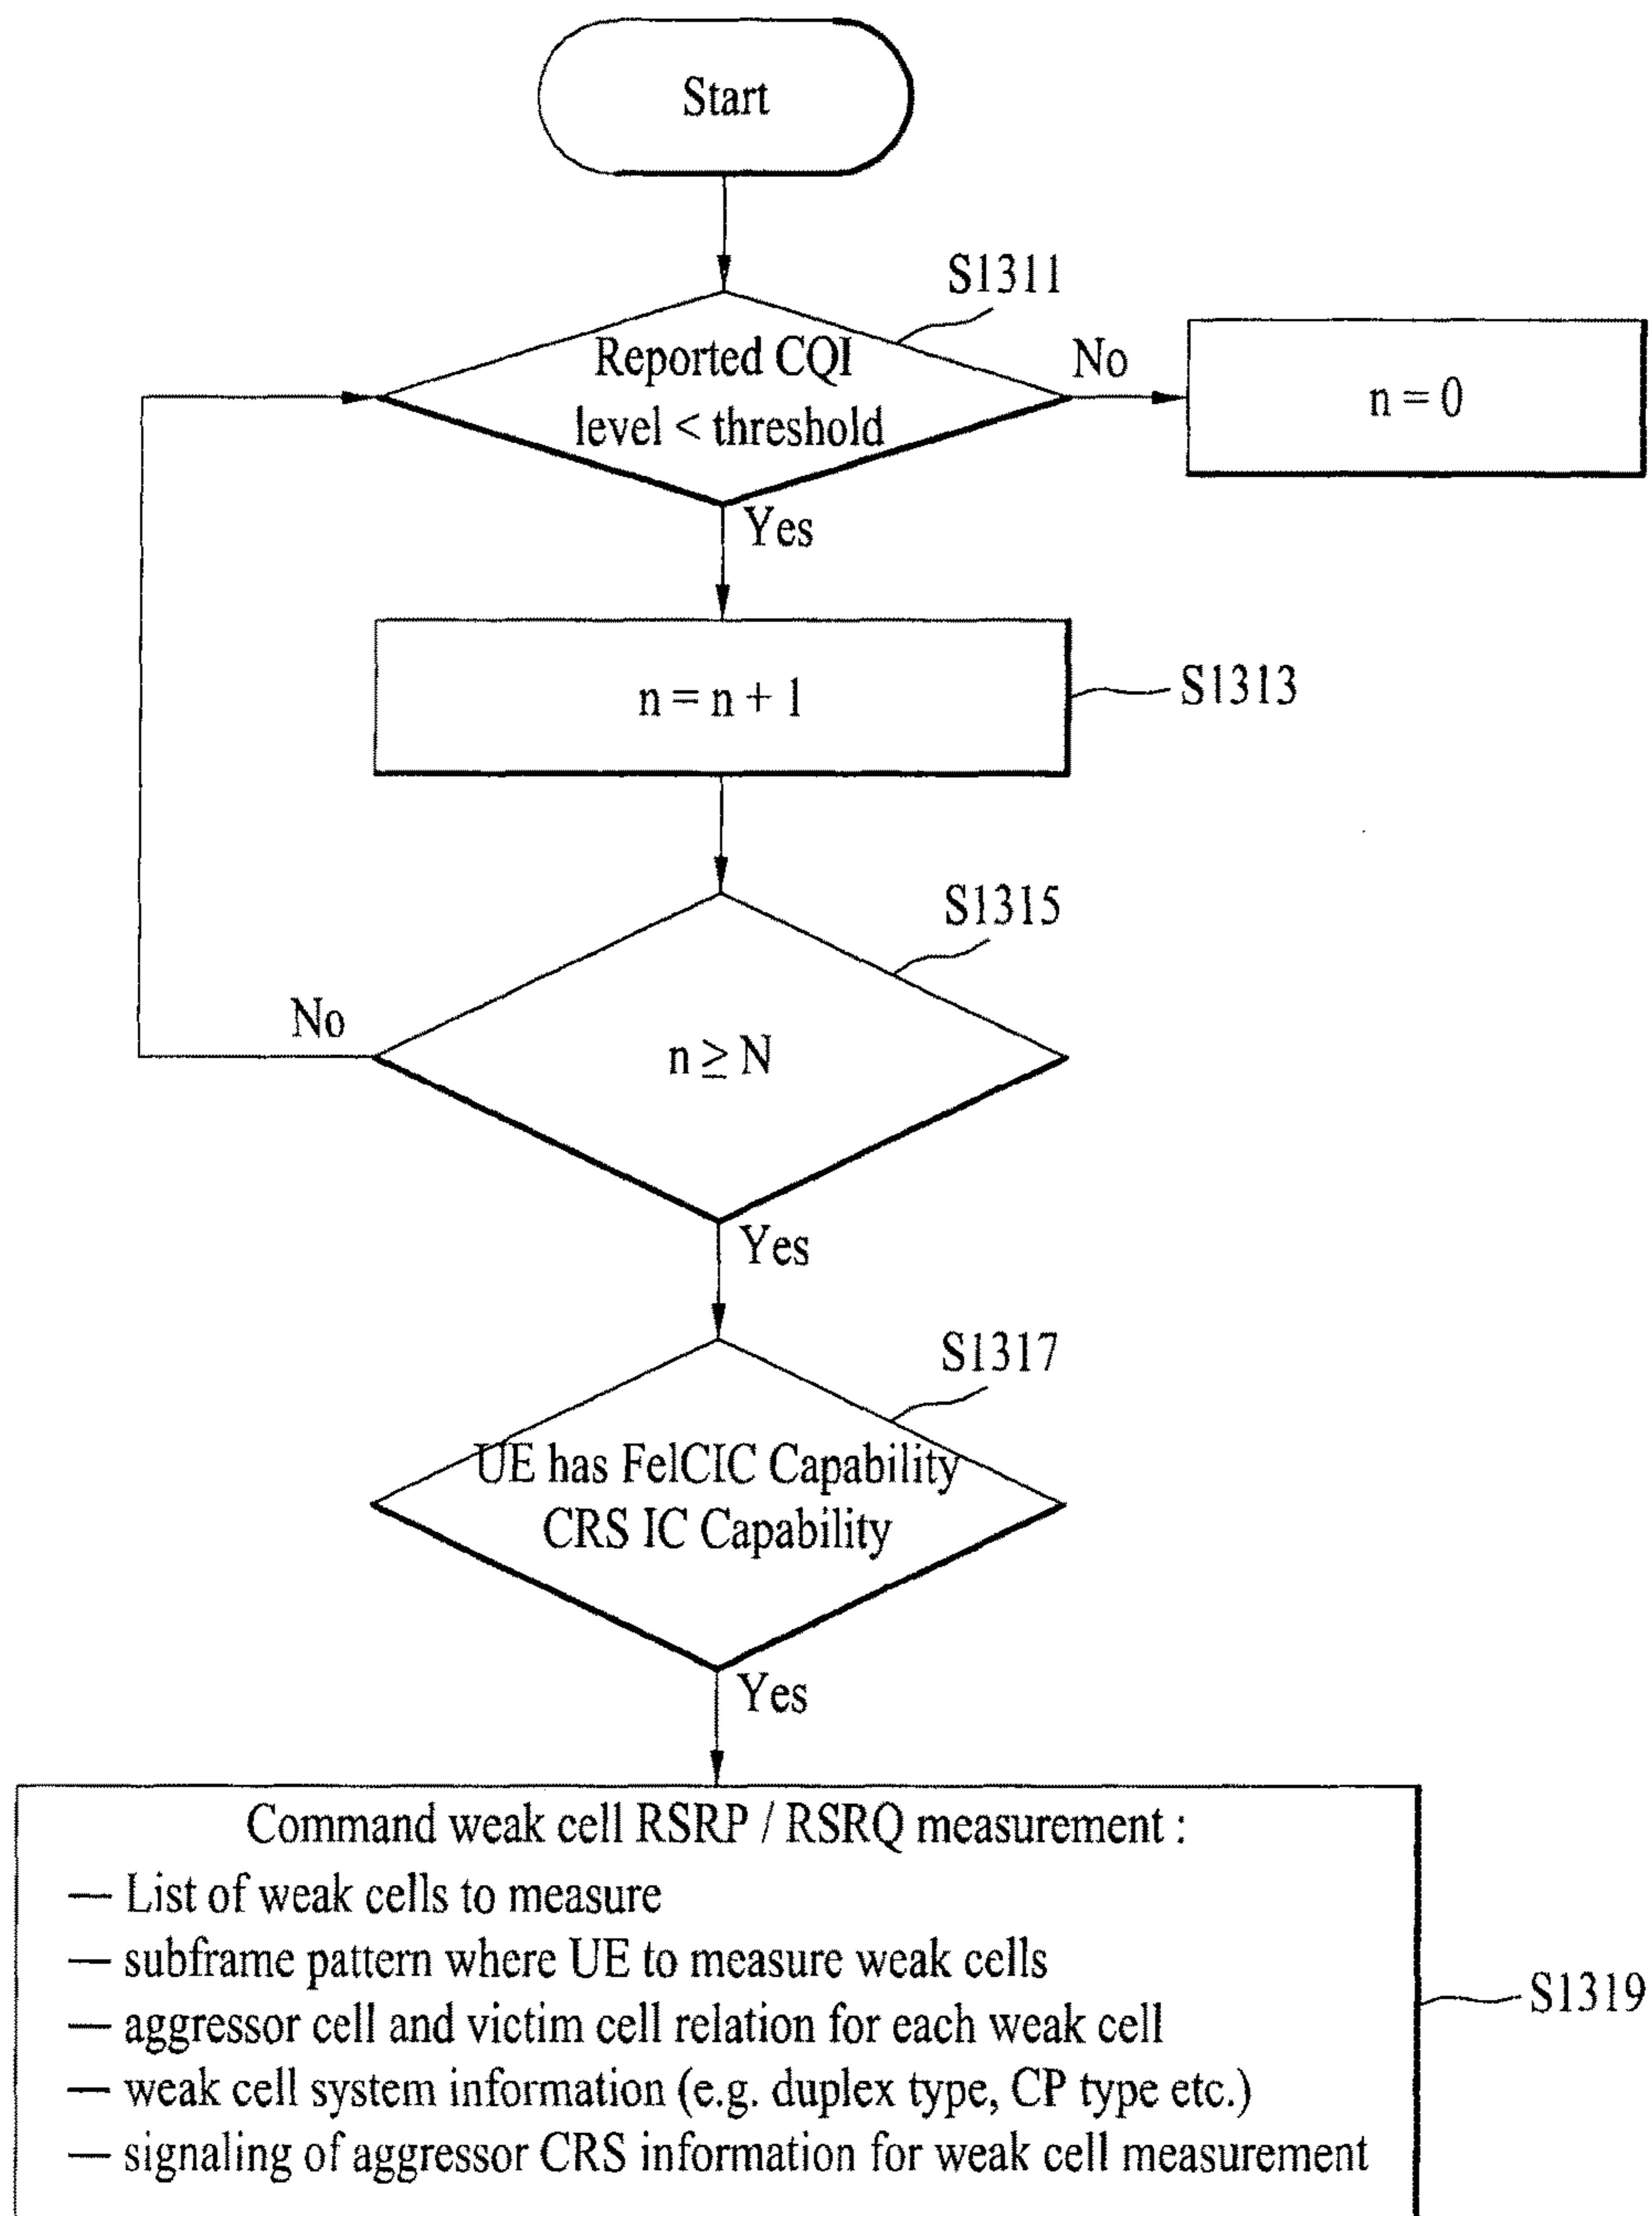 Start
S1311
Reported CQI
level < threshold
No
n = 0
Yes
n = n + 1
S1313
S1315
No
n ≥ N
Yes
S1317
UE has FelCIC Capability
CRS IC Capability
Yes
Command weak cell RSRP / RSRQ measurement :
— List of weak cells to measure
— subframe pattern where UE to measure weak cells
— aggressor cell and victim cell relation for each weak cell
— weak cell system information (e.g. duplex type, CP type etc.)
— signaling of aggressor CRS information for weak cell measurement
S1319